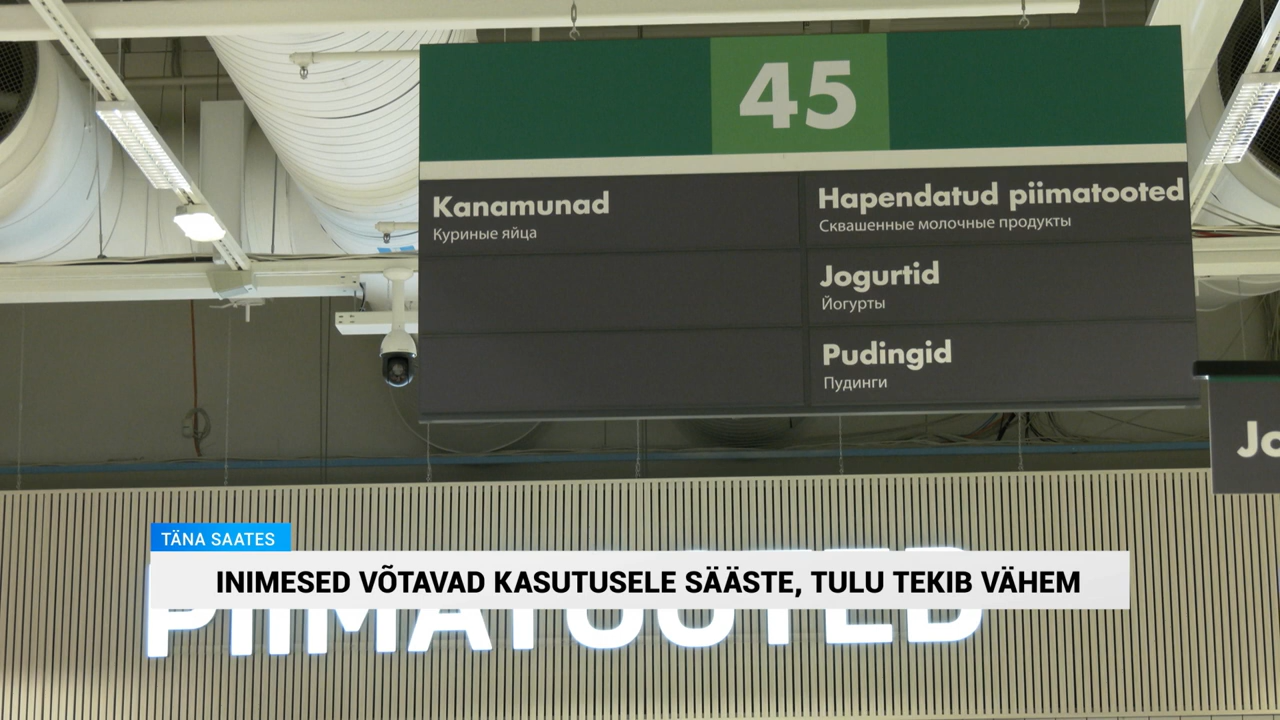 45
Kanamunad
Куриные яйца
Hapendatud piimatooted
Сквашенные молочные продукты
Jogurtid
Йогурты
Pudingid
Пудинги
Jo
TÄNA SAATES
INIMESED VÕTAVAD KASUTUSELE SÄÄSTE, TULU TEKIB VÄHEM
PIIMATOOTED